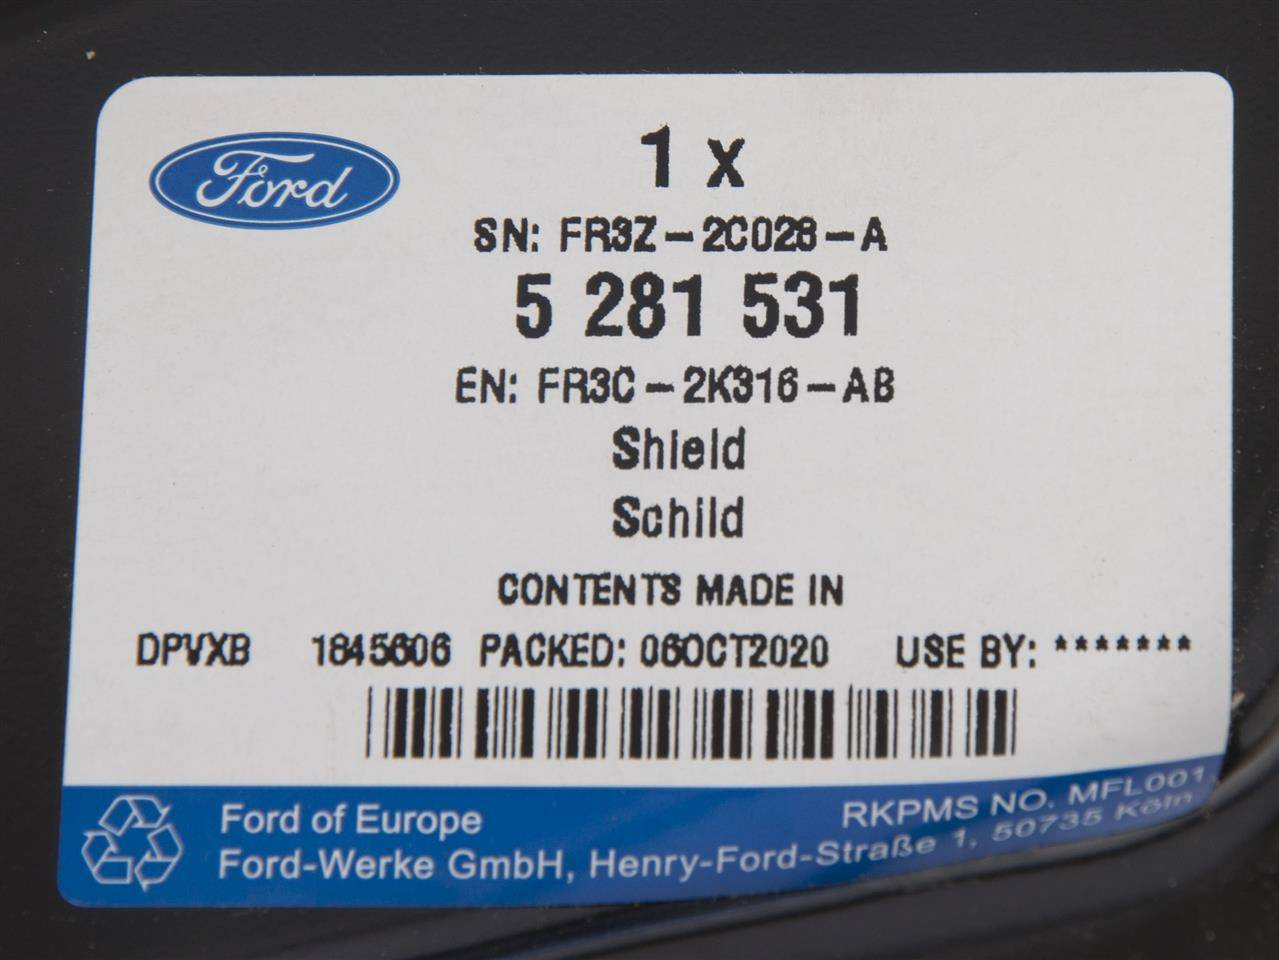 Ford
1 x
SN: FR3Z-2C028-A
5 281 531
EN: FR3C-2K316-AB
Shield
Schild
CONTENTS MADE IN
DPVXB 1845606 PACKED: 06OCT2020 USE BY: *******
Ford of Europe RKPMS NO. MFL001
Ford-Werke GmbH, Henry-Ford-Straße 1, 50735 Köln